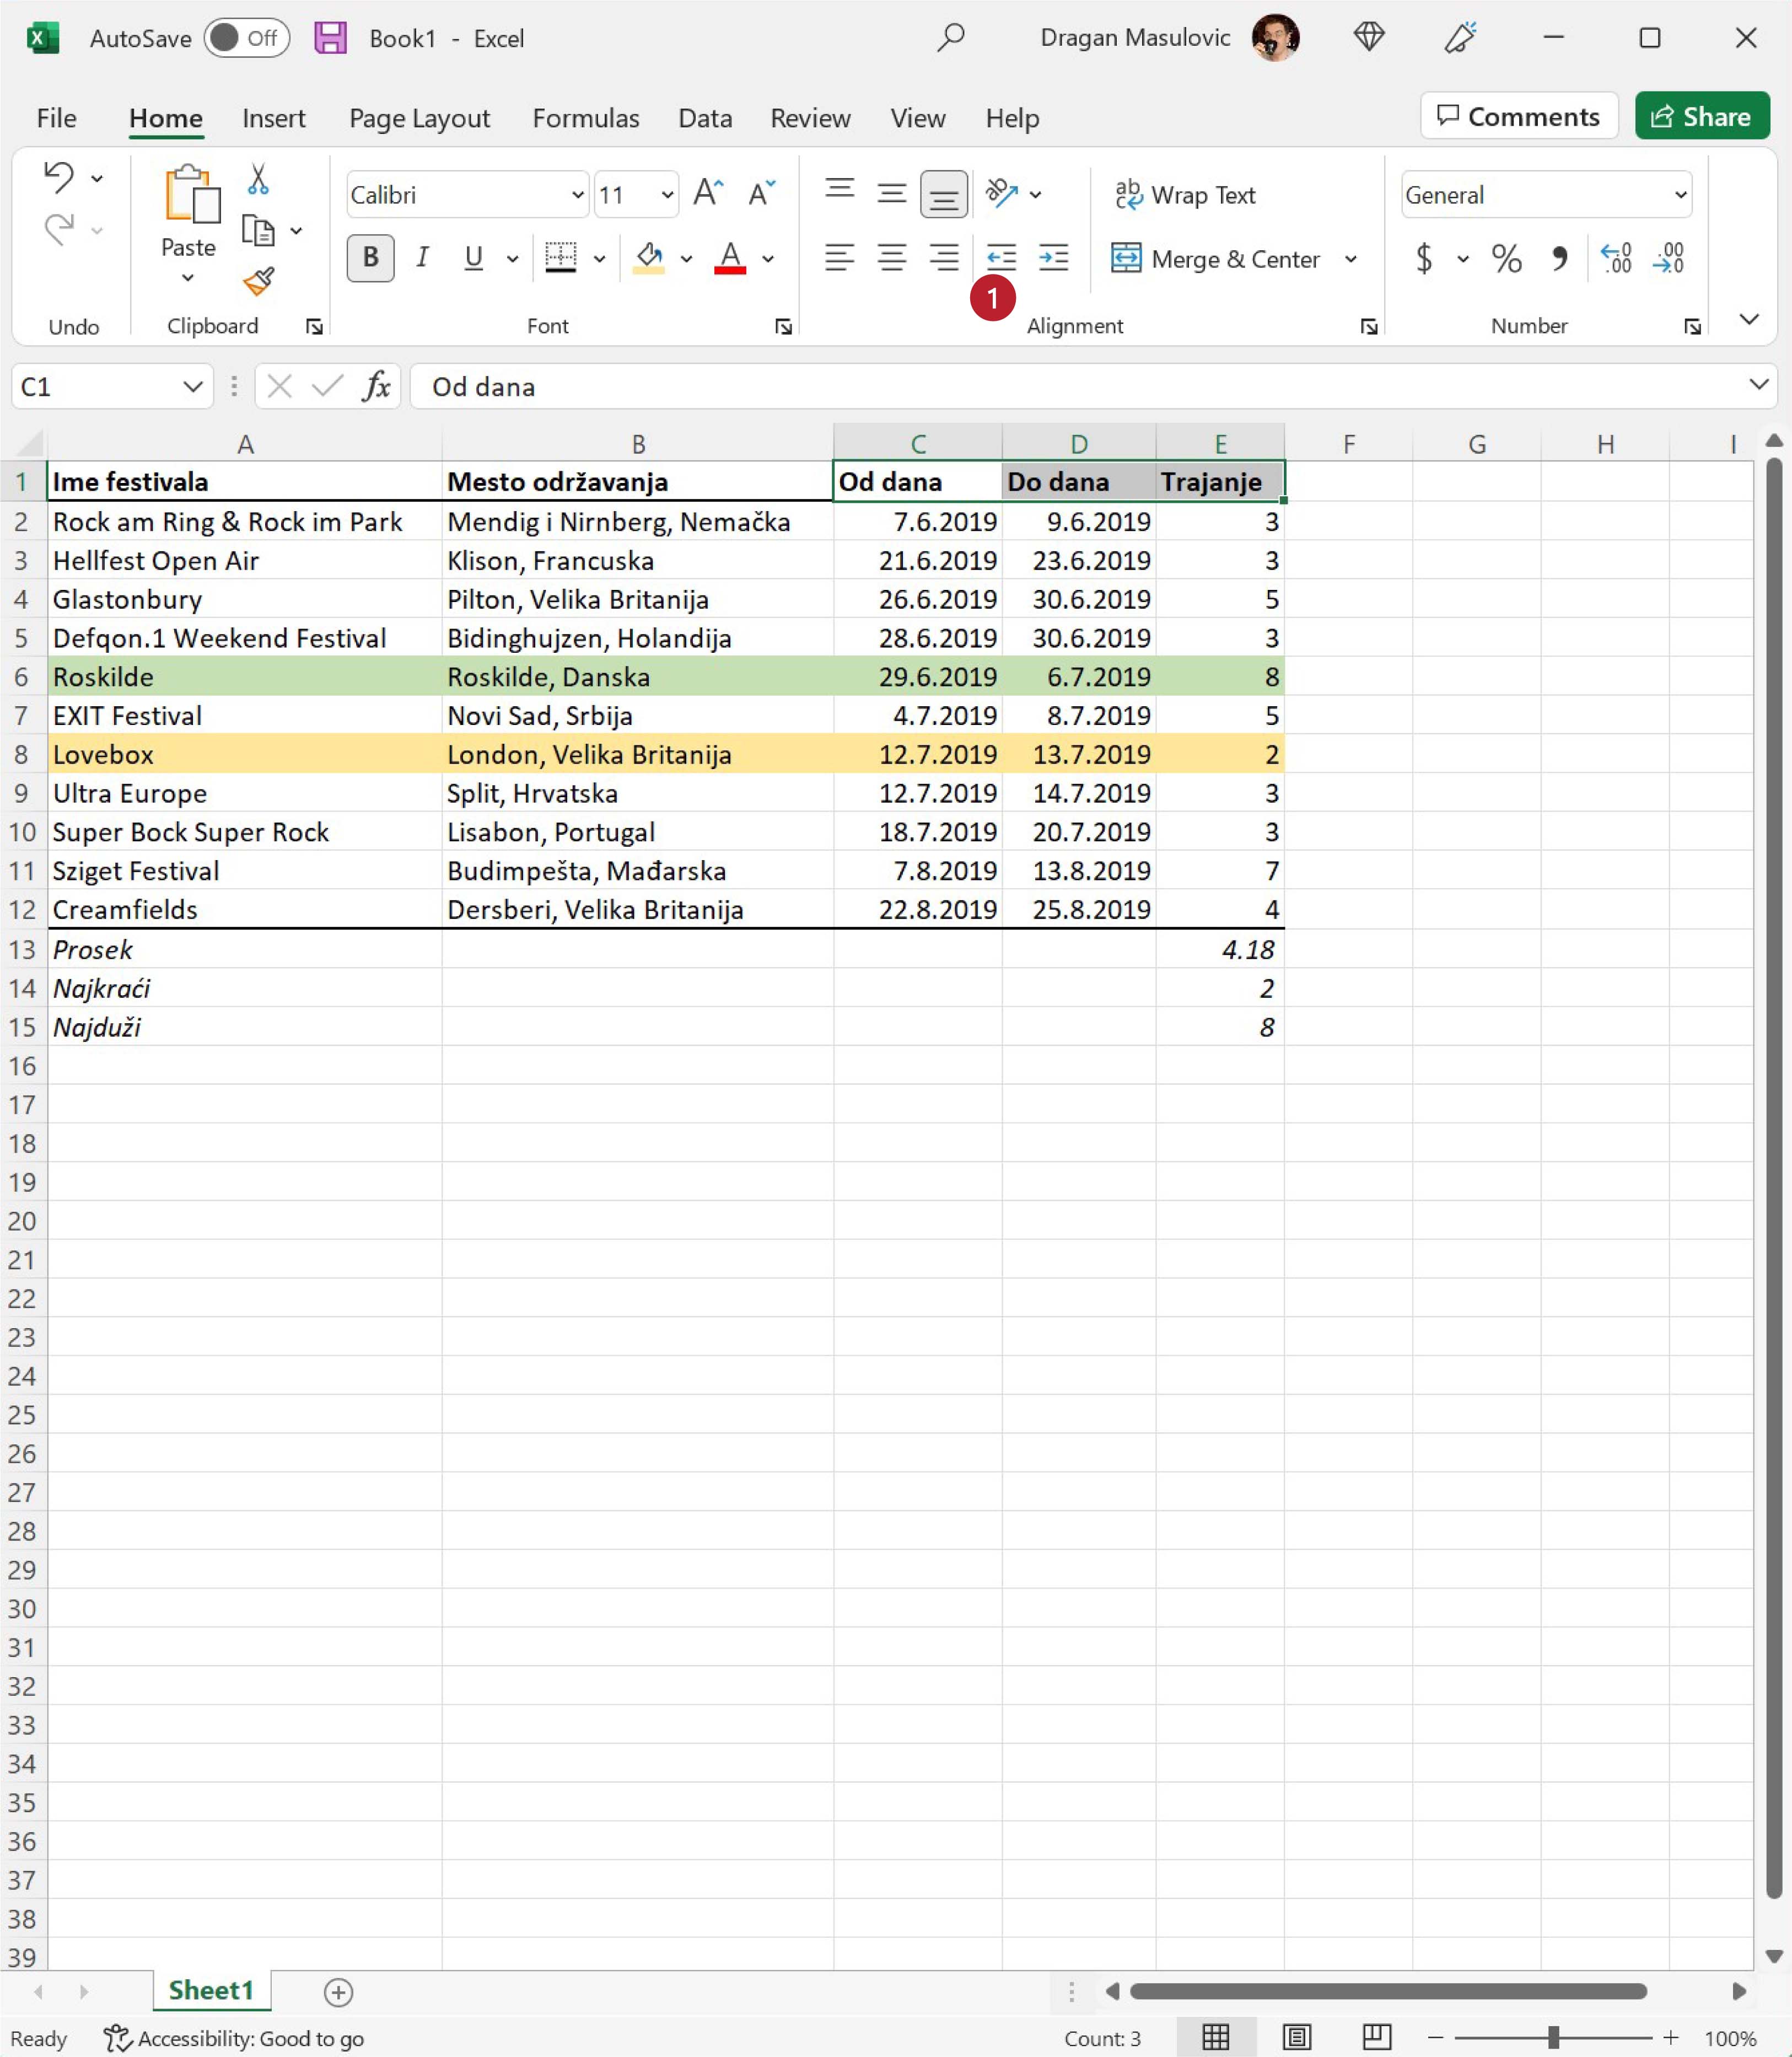 AutoSave Off Book1 - Excel Dragan Masulovic
File Home Insert Page Layout Formulas Data Review View Help Comments Share
Calibri 11 ab Wrap Text General
Paste B I U A Merge & Center $ % 9 .00 .00
1
Undo Clipboard Font Alignment Number
C1 fx Od dana
A B C D E F G H I
1 Ime festivala Mesto održavanja Od dana Do dana Trajanje
2 Rock am Ring & Rock im Park Mendig i Nirnberg, Nemačka 7.6.2019 9.6.2019 3
3 Hellfest Open Air Klison, Francuska 21.6.2019 23.6.2019 3
4 Glastonbury Pilton, Velika Britanija 26.6.2019 30.6.2019 5
5 Defqon.1 Weekend Festival Bidinghujzen, Holandija 28.6.2019 30.6.2019 3
6 Roskilde Roskilde, Danska 29.6.2019 6.7.2019 8
7 EXIT Festival Novi Sad, Srbija 4.7.2019 8.7.2019 5
8 Lovebox London, Velika Britanija 12.7.2019 13.7.2019 2
9 Ultra Europe Split, Hrvatska 12.7.2019 14.7.2019 3
10 Super Bock Super Rock Lisabon, Portugal 18.7.2019 20.7.2019 3
11 Sziget Festival Budimpešta, Mađarska 7.8.2019 13.8.2019 7
12 Creamfields Dersberi, Velika Britanija 22.8.2019 25.8.2019 4
13 Prosek 4.18
14 Najkraći 2
15 Najduži 8
16
17
18
19
20
21
22
23
24
25
26
27
28
29
30
31
32
33
34
35
36
37
38
39
Sheet1
Ready Accessibility: Good to go Count: 3 100%